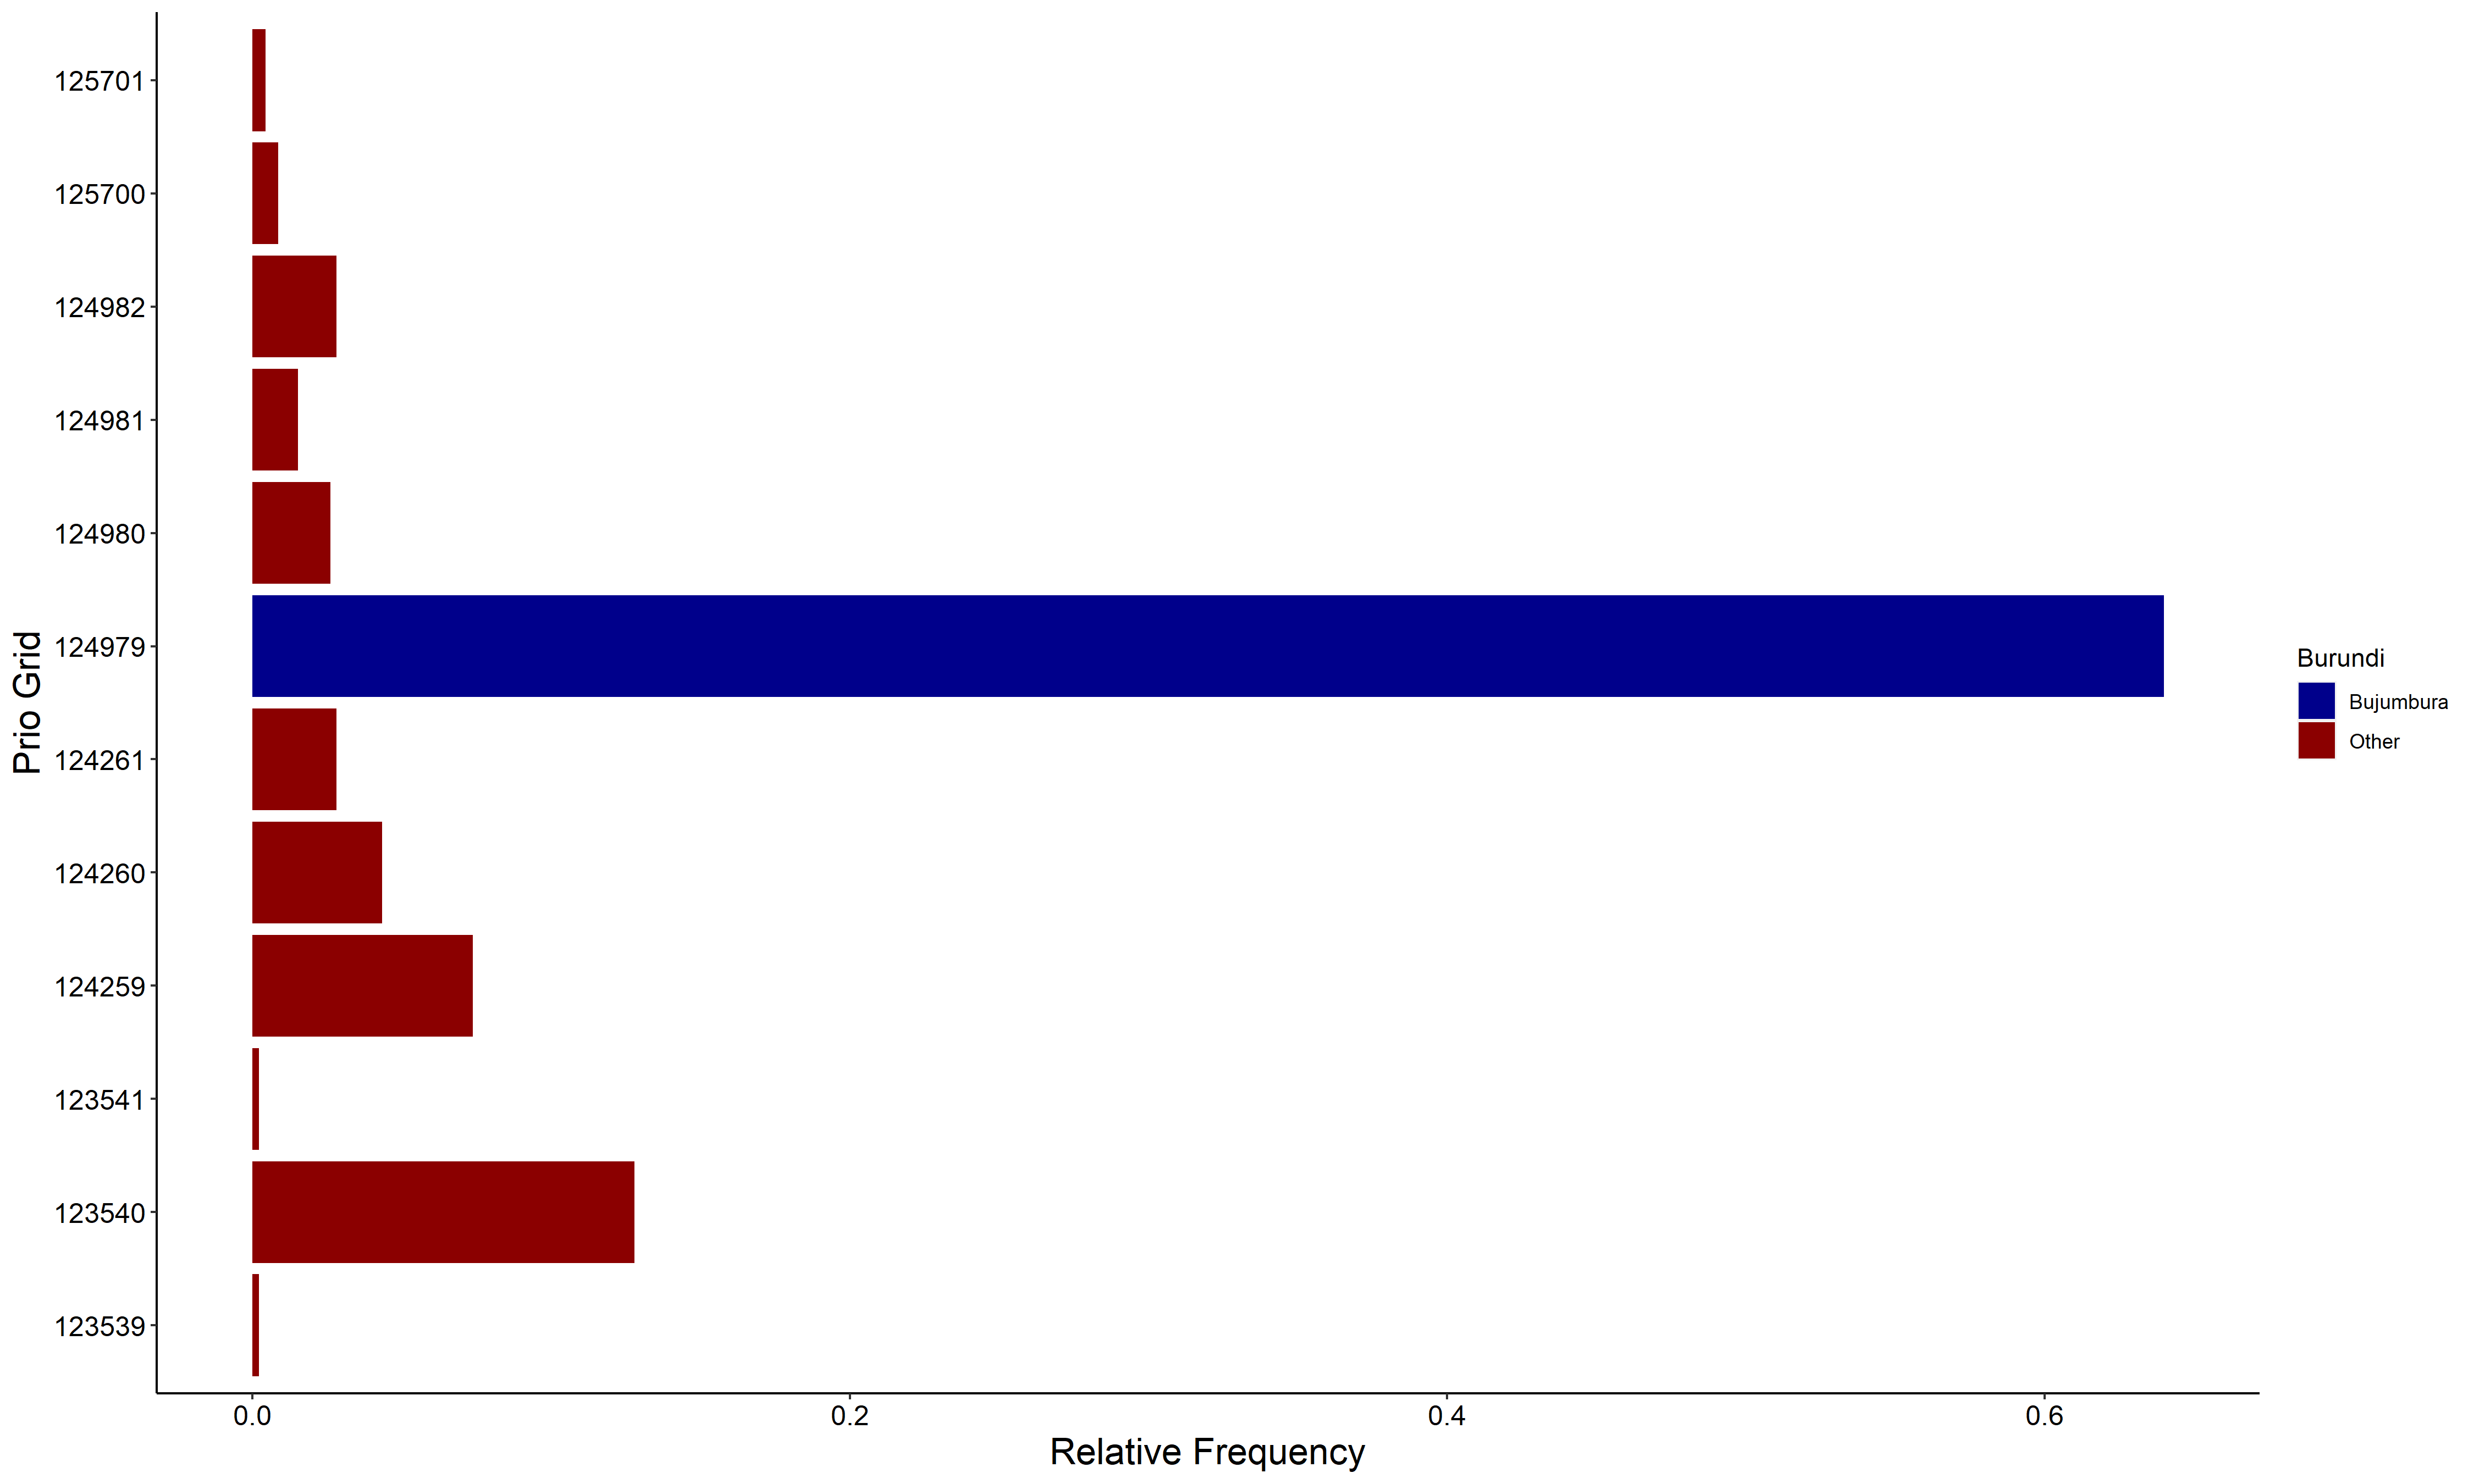 Prio Grid
125701
125700
124982
124981
124980
124979
124261
124260
124259
123541
123540
123539
0.0 0.2 0.4 0.6
Relative Frequency
Burundi
Bujumbura
Other